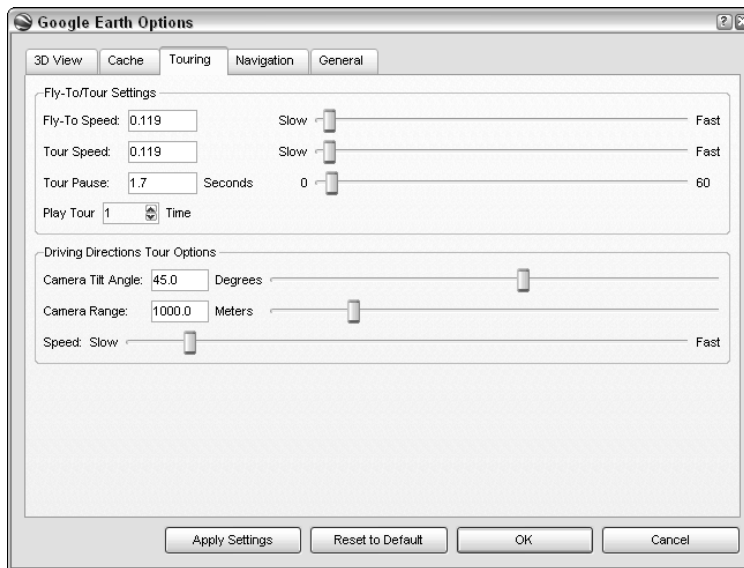 Google Earth Options
3D View Cache Touring Navigation General
Fly-To/Tour Settings
Fly-To Speed: 0.119 Slow Fast
Tour Speed: 0.119 Slow Fast
Tour Pause: 1.7 Seconds 0 60
Play Tour 1 Time
Driving Directions Tour Options
Camera Tilt Angle: 45.0 Degrees
Camera Range: 1000.0 Meters
Speed: Slow Fast
Apply Settings Reset to Default OK Cancel